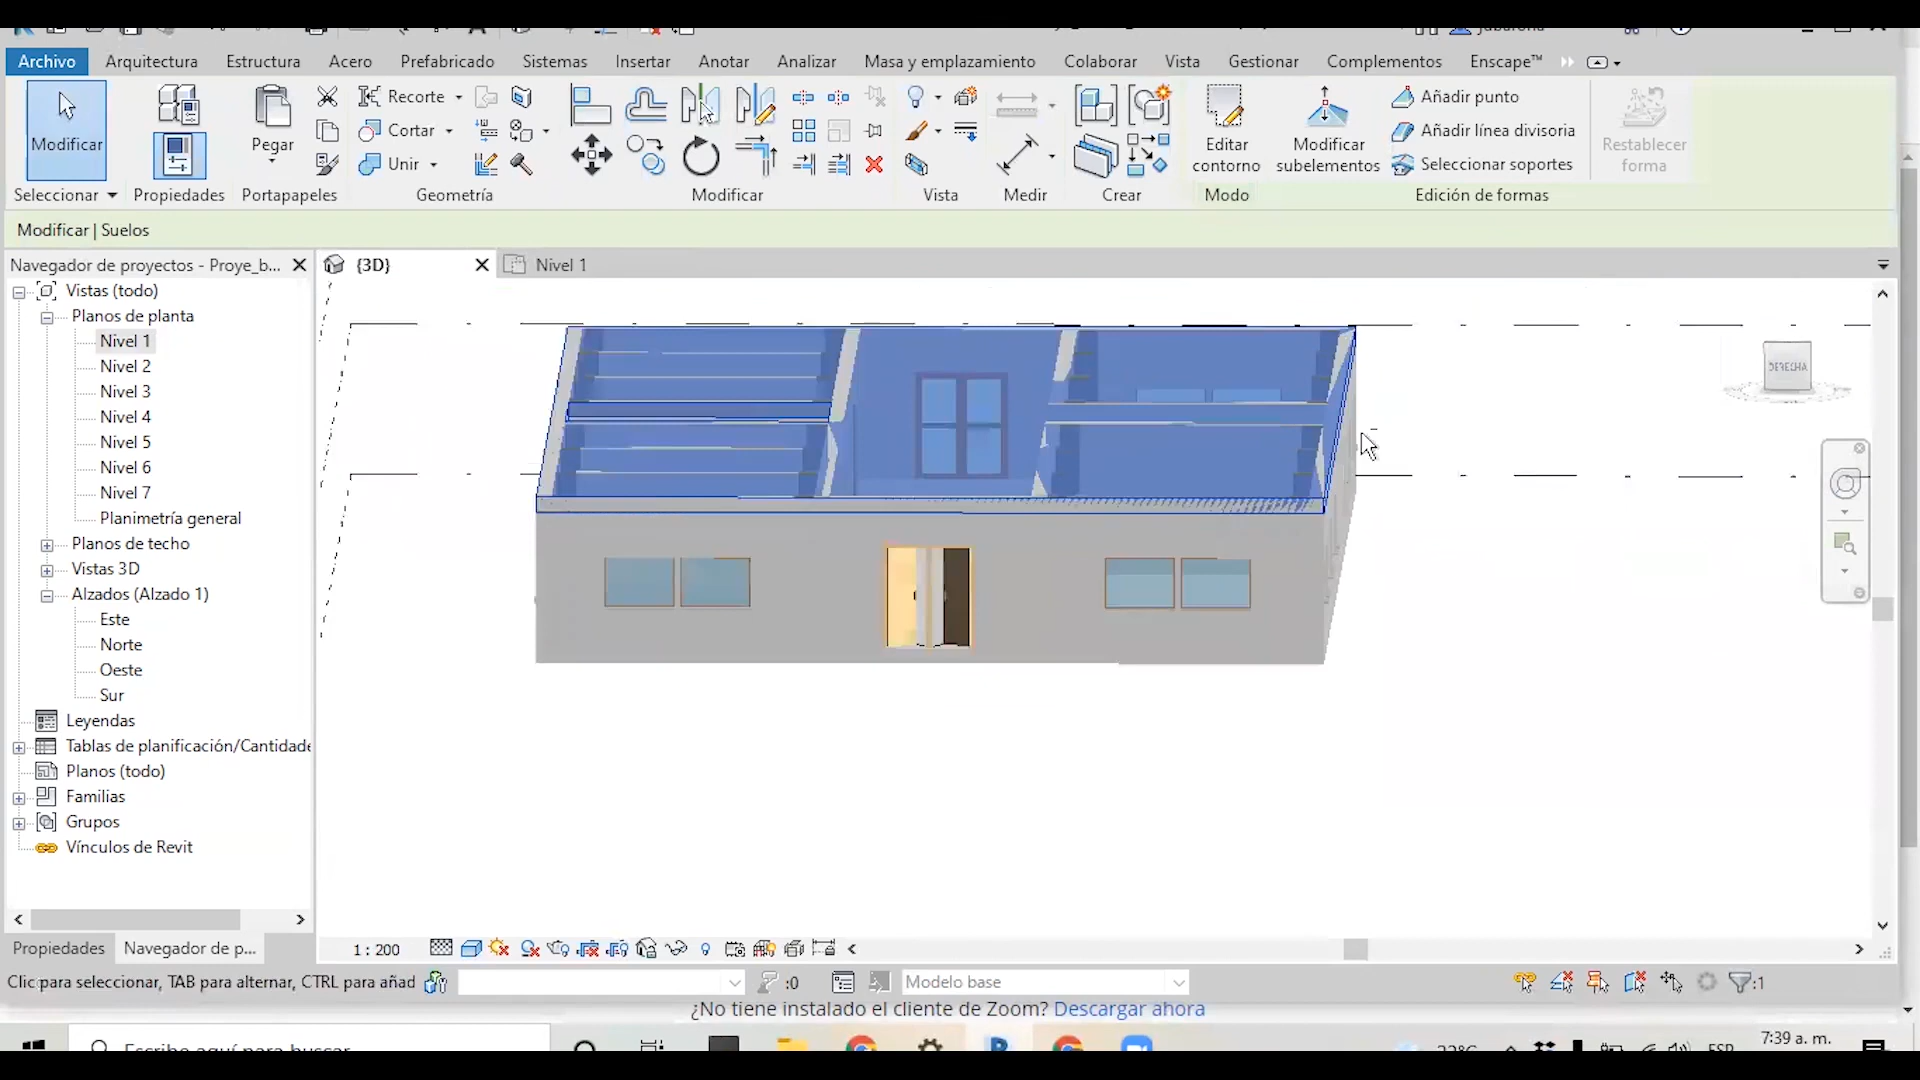 Archivo Arquitectura Estructura Acero Prefabricado Sistemas Insertar Anotar Analizar Masa y emplazamiento Colaborar Vista Gestionar Complementos Enscape™
Modificar
Pegar
Recorte
Cortar
Unir
Editar
contorno
Modificar
subelementos
Añadir punto
Añadir línea divisoria
Seleccionar soportes
Restablecer
forma
Seleccionar Propiedades Portapapeles Geometría Modificar Vista Medir Crear Modo Edición de formas
Modificar | Suelos
Navegador de proyectos - Proye_b...
{3D}
Nivel 1
Vistas (todo)
Planos de planta
Nivel 1
Nivel 2
Nivel 3
Nivel 4
Nivel 5
Nivel 6
Nivel 7
Planimetría general
Planos de techo
Vistas 3D
Alzados (Alzado 1)
Este
Norte
Oeste
Sur
Leyendas
Tablas de planificación/Cantidade
Planos (todo)
Familias
Grupos
Vínculos de Revit
DERECHA
Propiedades Navegador de p...
1 : 200
Clic para seleccionar, TAB para alternar, CTRL para añad
:0
Modelo base
:1
¿No tiene instalado el cliente de Zoom? Descargar ahora
Escribe aquí para buscar
ESP
7:39 a. m.